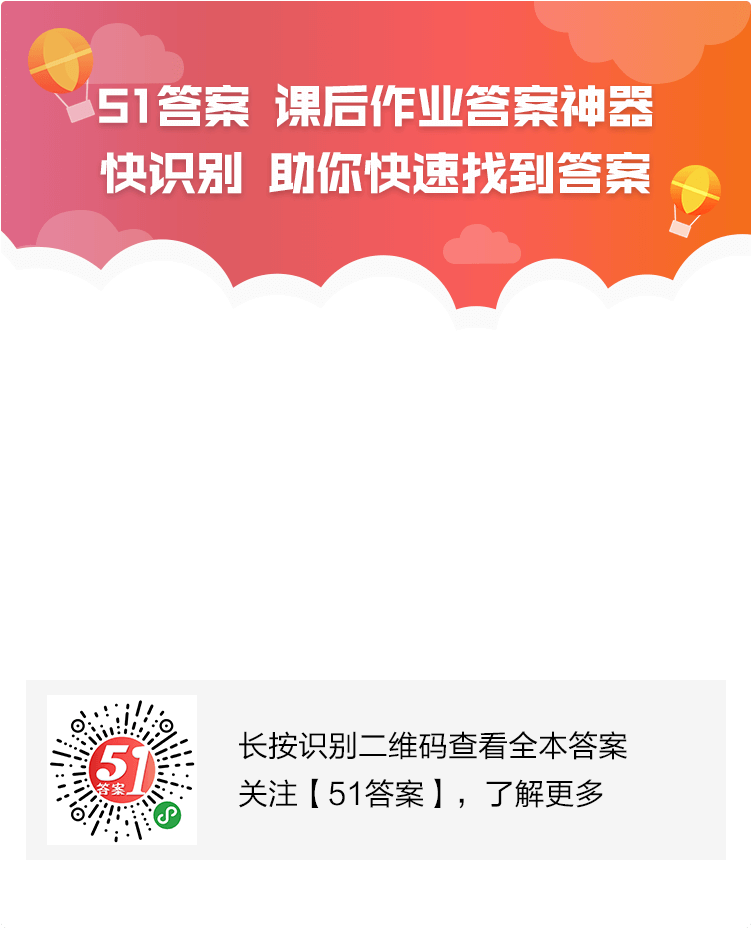 51答案 课后作业答案神器
快识别 助你快速找到答案
51
答案
长按识别二维码查看全本答案
关注【51答案】，了解更多